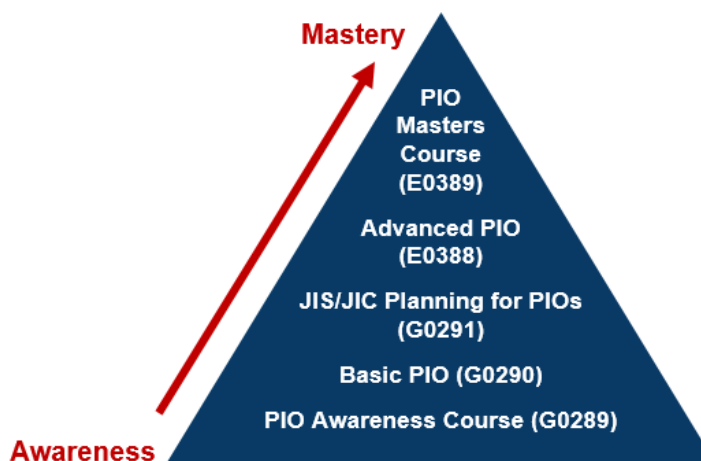 Mastery
PIO
Masters
Course
(E0389)
Advanced PIO
(E0388)
JIS/JIC Planning for PIOs
(G0291)
Basic PIO (G0290)
PIO Awareness Course (G0289)
Awareness